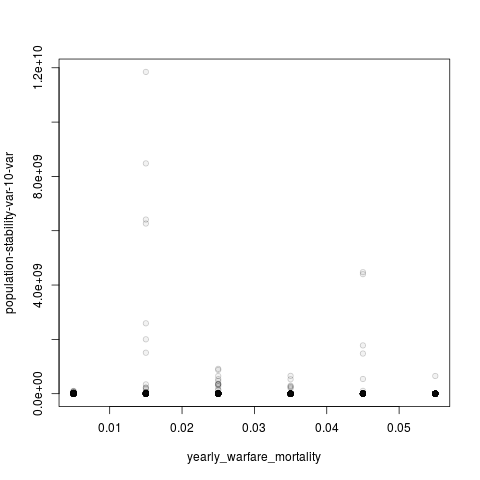 1.2e+10
8.0e+09
4.0e+09
0.0e+00
population-stability-var-10-var
0.01 0.02 0.03 0.04 0.05
yearly_warfare_mortality